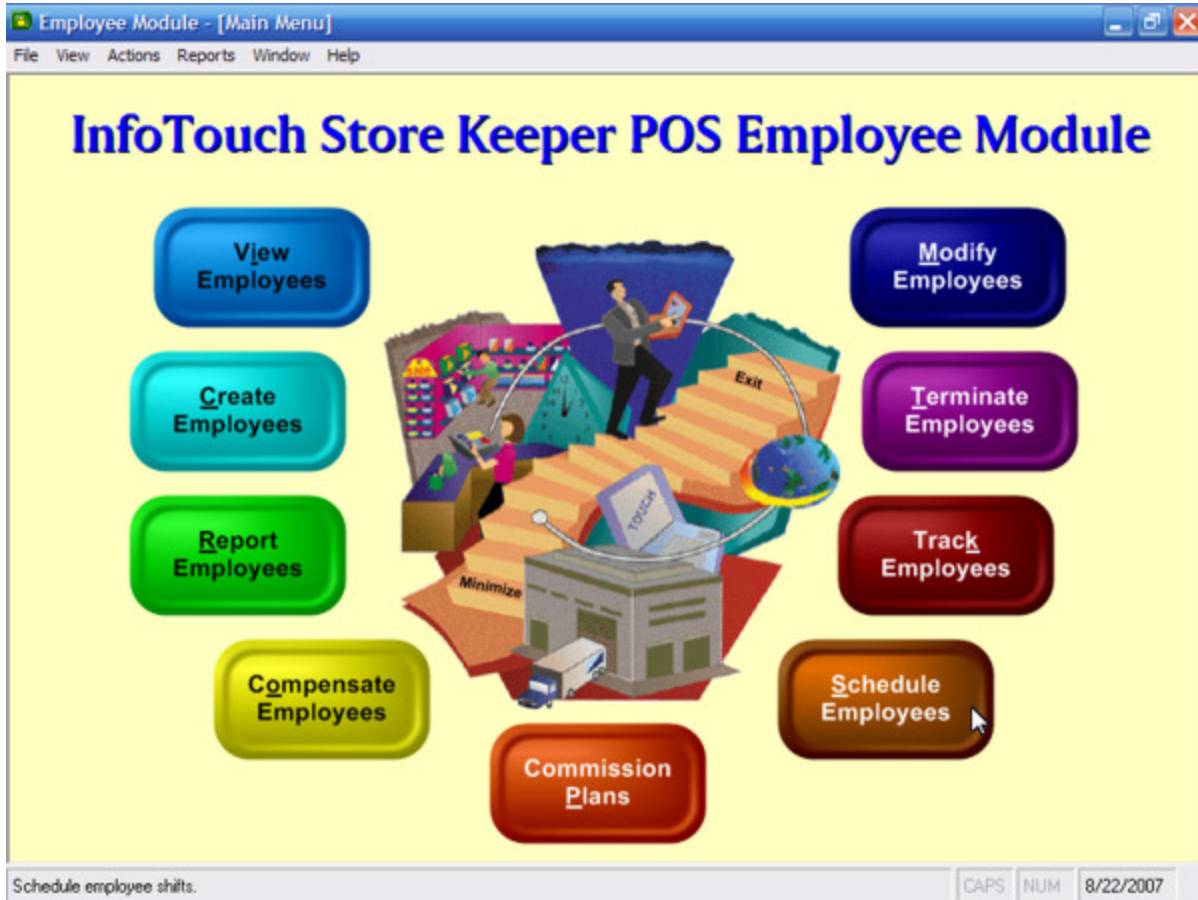 Employee Module - [Main Menu]
File View Actions Reports Window Help
InfoTouch Store Keeper POS Employee Module
View
Employees
Modify
Employees
Create
Employees
Terminate
Employees
Exit
Report
Employees
TOUCH
Track
Employees
Minimize
Compensate
Employees
Schedule
Employees
Commission
Plans
Schedule employee shifts.
CAPS NUM 8/22/2007